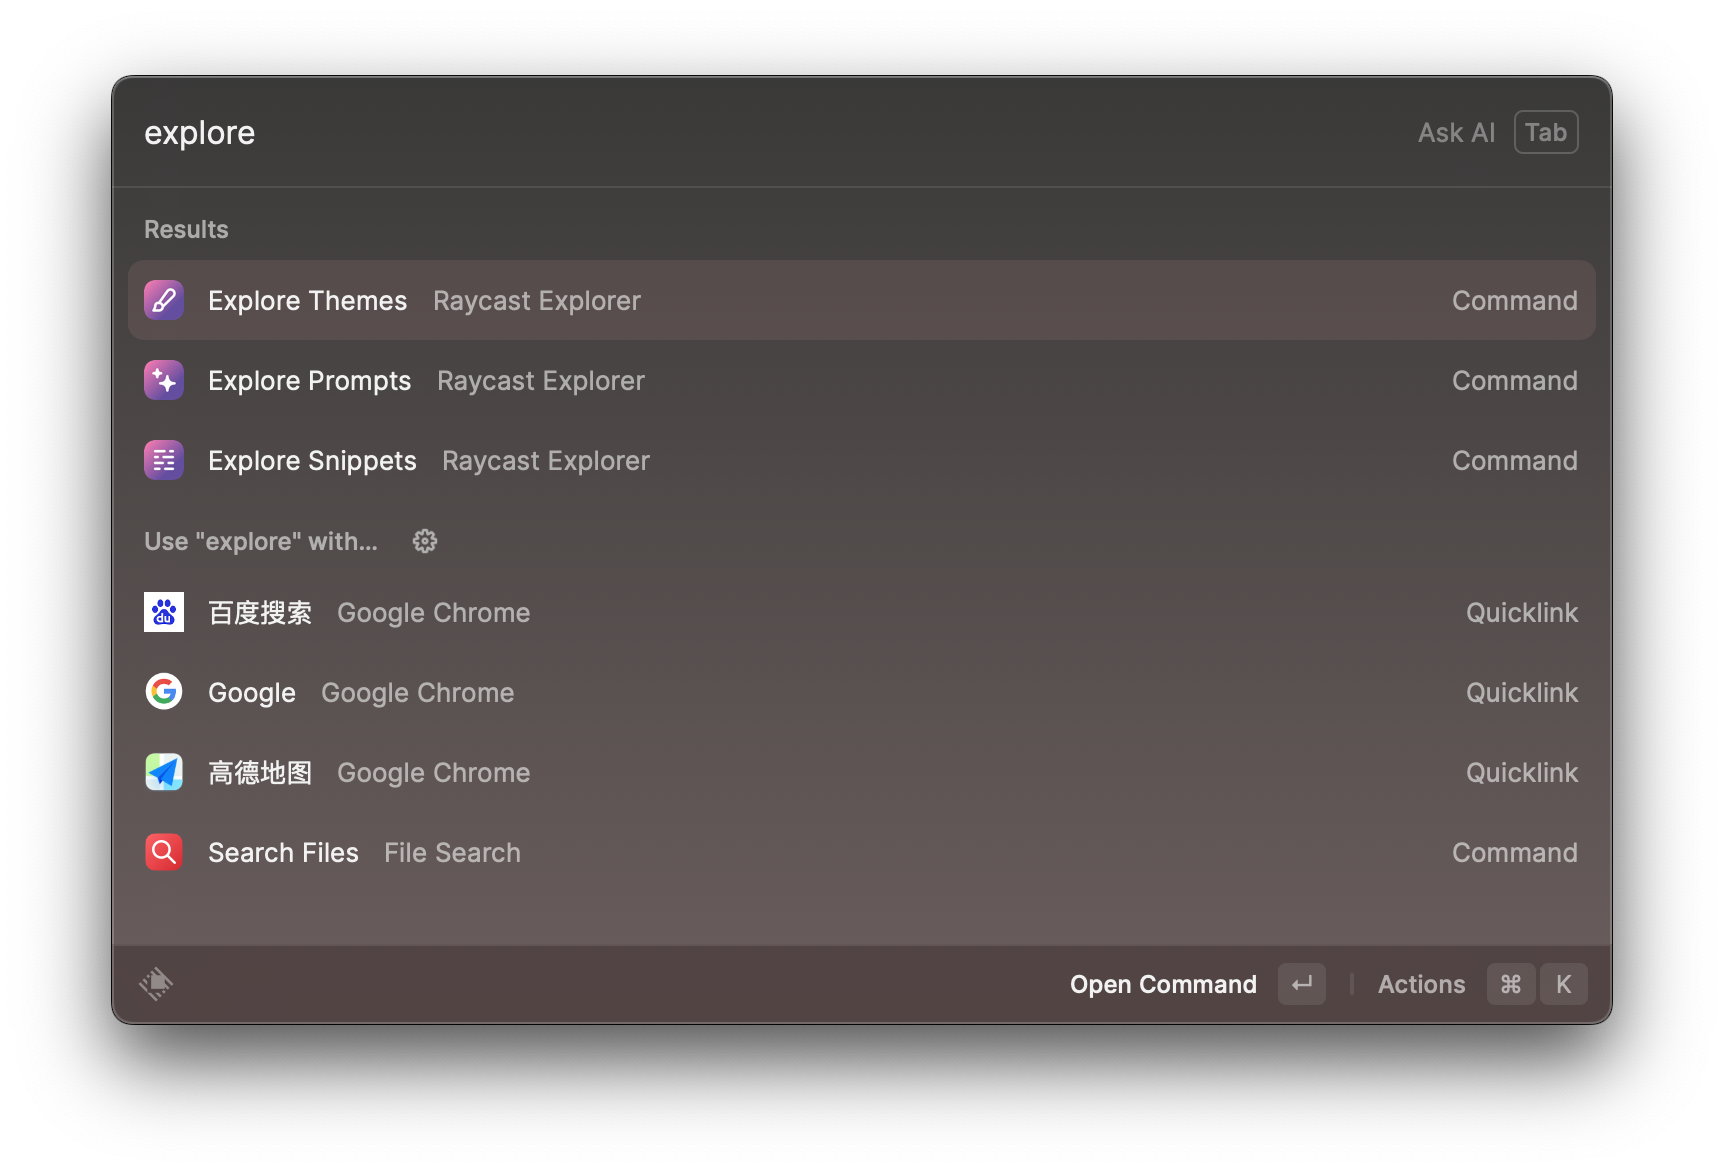 explore Ask AI Tab
Results
Explore Themes Raycast Explorer Command
Explore Prompts Raycast Explorer Command
Explore Snippets Raycast Explorer Command
Use "explore" with...
du 百度搜索 Google Chrome Quicklink
G Google Google Chrome Quicklink
高德地图 Google Chrome Quicklink
Search Files File Search Command
Open Command ↵ | Actions ⌘ K